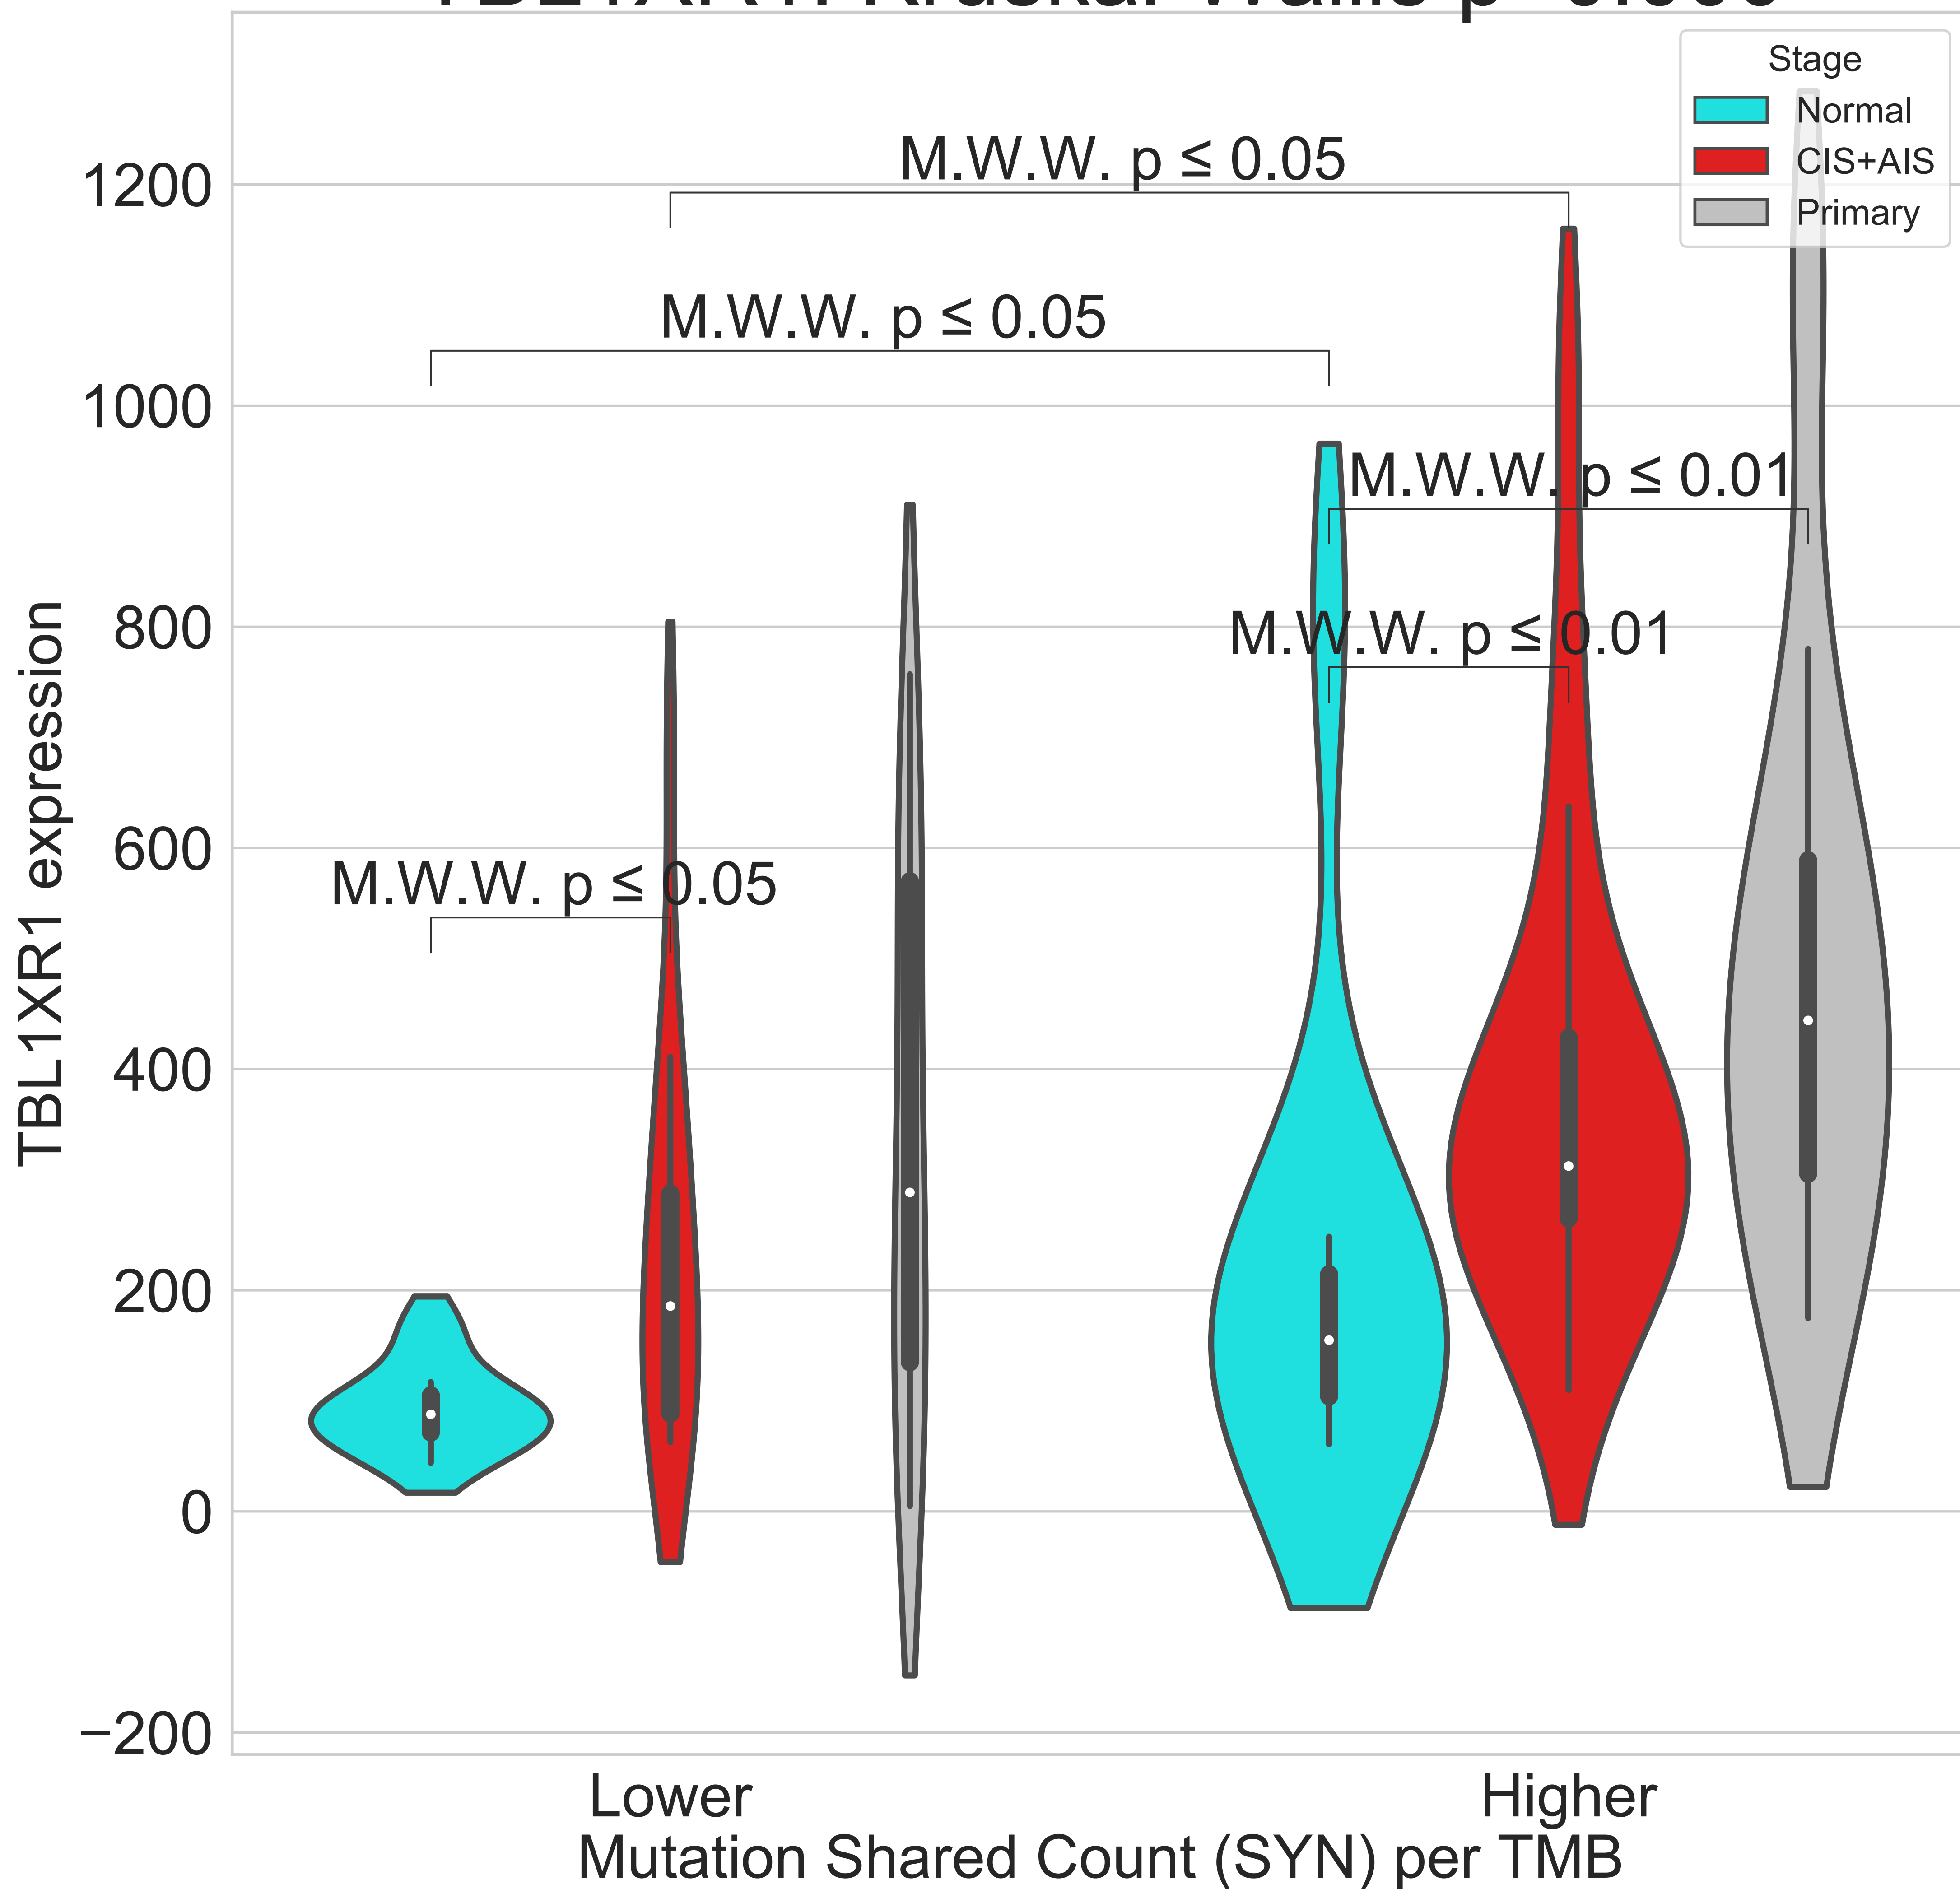 Stage
Normal
CIS+AIS
Primary
M.W.W. p ≤ 0.05
M.W.W. p ≤ 0.05
M.W.W. p ≤ 0.01
M.W.W. p ≤ 0.01
M.W.W. p ≤ 0.05
1200
1000
800
600
400
200
0
−200
TBL1XR1 expression
Lower
Higher
Mutation Shared Count (SYN) per TMB